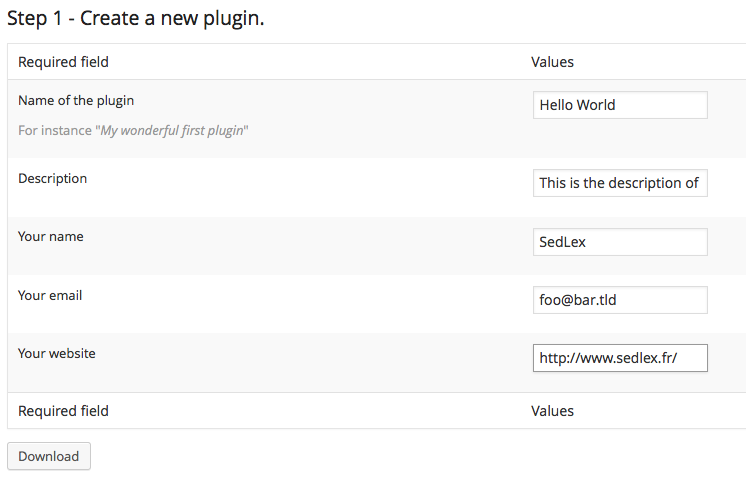 Step 1 - Create a new plugin.
Required field Values
Name of the plugin Hello World
For instance "My wonderful first plugin"
Description This is the description of
Your name SedLex
Your email foo@bar.tld
Your website http://www.sedlex.fr/
Required field Values
Download